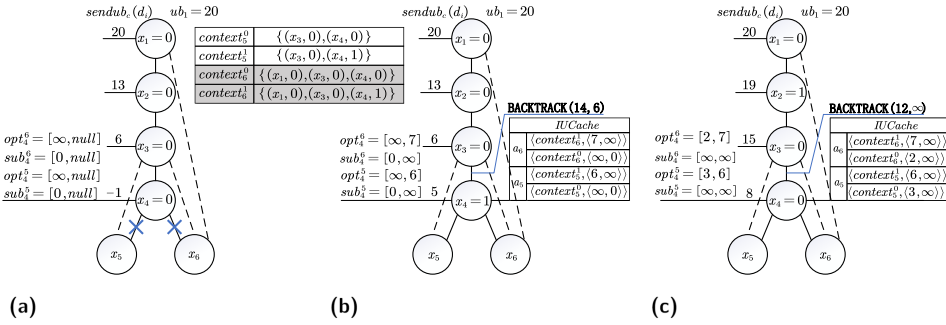 sendub_c(d_i) ub_1=20
20
x_1=0
13
x_2=0
opt_4^6=[∞,null] 6
x_3=0
sub_4^6=[0,null]
opt_4^5=[∞,null]
sub_4^5=[0,null] −1
x_4=0
x_5 x_6
context_5^0 {(x_3,0),(x_4,0)}
context_5^1 {(x_3,0),(x_4,1)}
context_6^0 {(x_1,0),(x_3,0),(x_4,0)}
context_6^1 {(x_1,0),(x_3,0),(x_4,1)}
(a)
sendub_c(d_i) ub_1=20
20
x_1=0
13
x_2=0
BACKTRACK(14,6)
opt_4^6=[∞,7] 6
x_3=0
sub_4^6=[0,∞]
opt_4^5=[∞,6]
sub_4^5=[0,∞] 5
x_4=1
x_5 x_6
IUCache
a_6 ⟨context_6^1,⟨7,∞⟩⟩
⟨context_6^0,⟨∞,0⟩⟩
a_5 ⟨context_5^1,⟨6,∞⟩⟩
⟨context_5^0,⟨∞,0⟩⟩
(b)
sendub_c(d_i) ub_1=20
20
x_1=0
19
x_2=1
BACKTRACK(12,∞)
opt_4^6=[2,7] 15
x_3=0
sub_4^6=[∞,∞]
opt_4^5=[3,6]
sub_4^5=[∞,∞] 8
x_4=0
x_5 x_6
IUCache
a_6 ⟨context_6^1,⟨7,∞⟩⟩
⟨context_6^0,⟨2,∞⟩⟩
a_5 ⟨context_5^1,⟨6,∞⟩⟩
⟨context_5^0,⟨3,∞⟩⟩
(c)